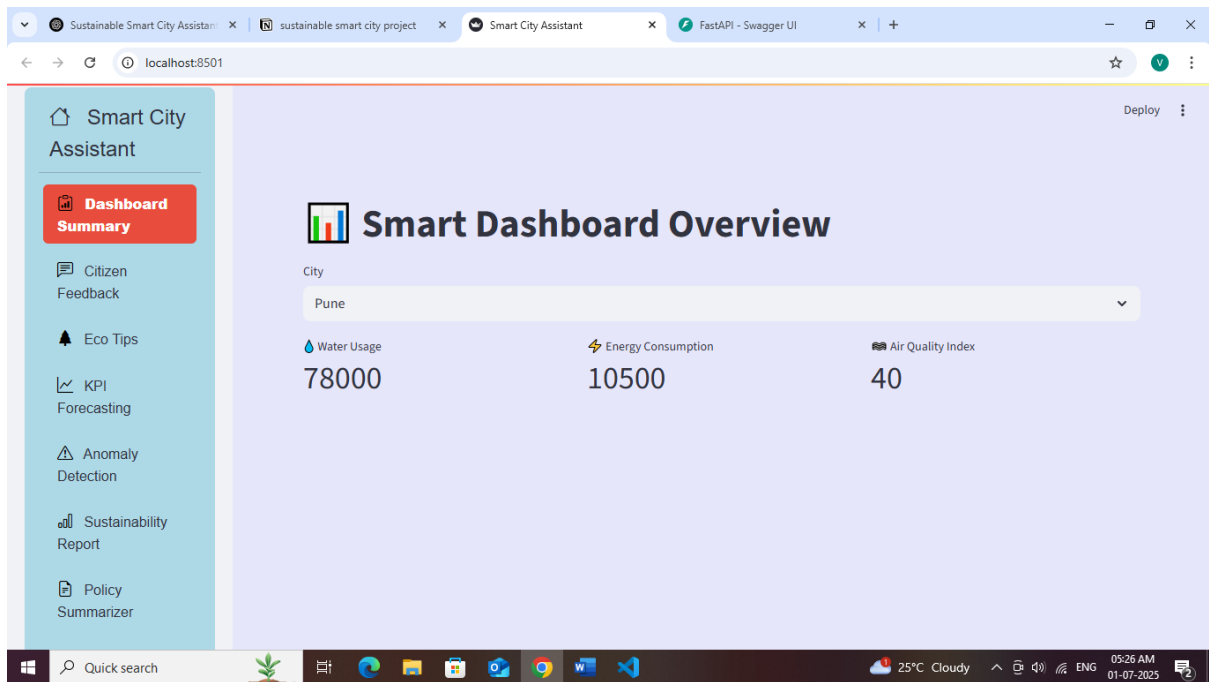 Sustainable Smart City Assistan
sustainable smart city project
Smart City Assistant
FastAPI - Swagger UI
localhost:8501
V
Smart City
Assistant
Dashboard
Summary
Citizen
Feedback
Eco Tips
KPI
Forecasting
Anomaly
Detection
Sustainability
Report
Policy
Summarizer
Deploy
Smart Dashboard Overview
City
Pune
Water Usage
78000
Energy Consumption
10500
Air Quality Index
40
Quick search
25°C Cloudy
ENG
05:26 AM
01-07-2025
2